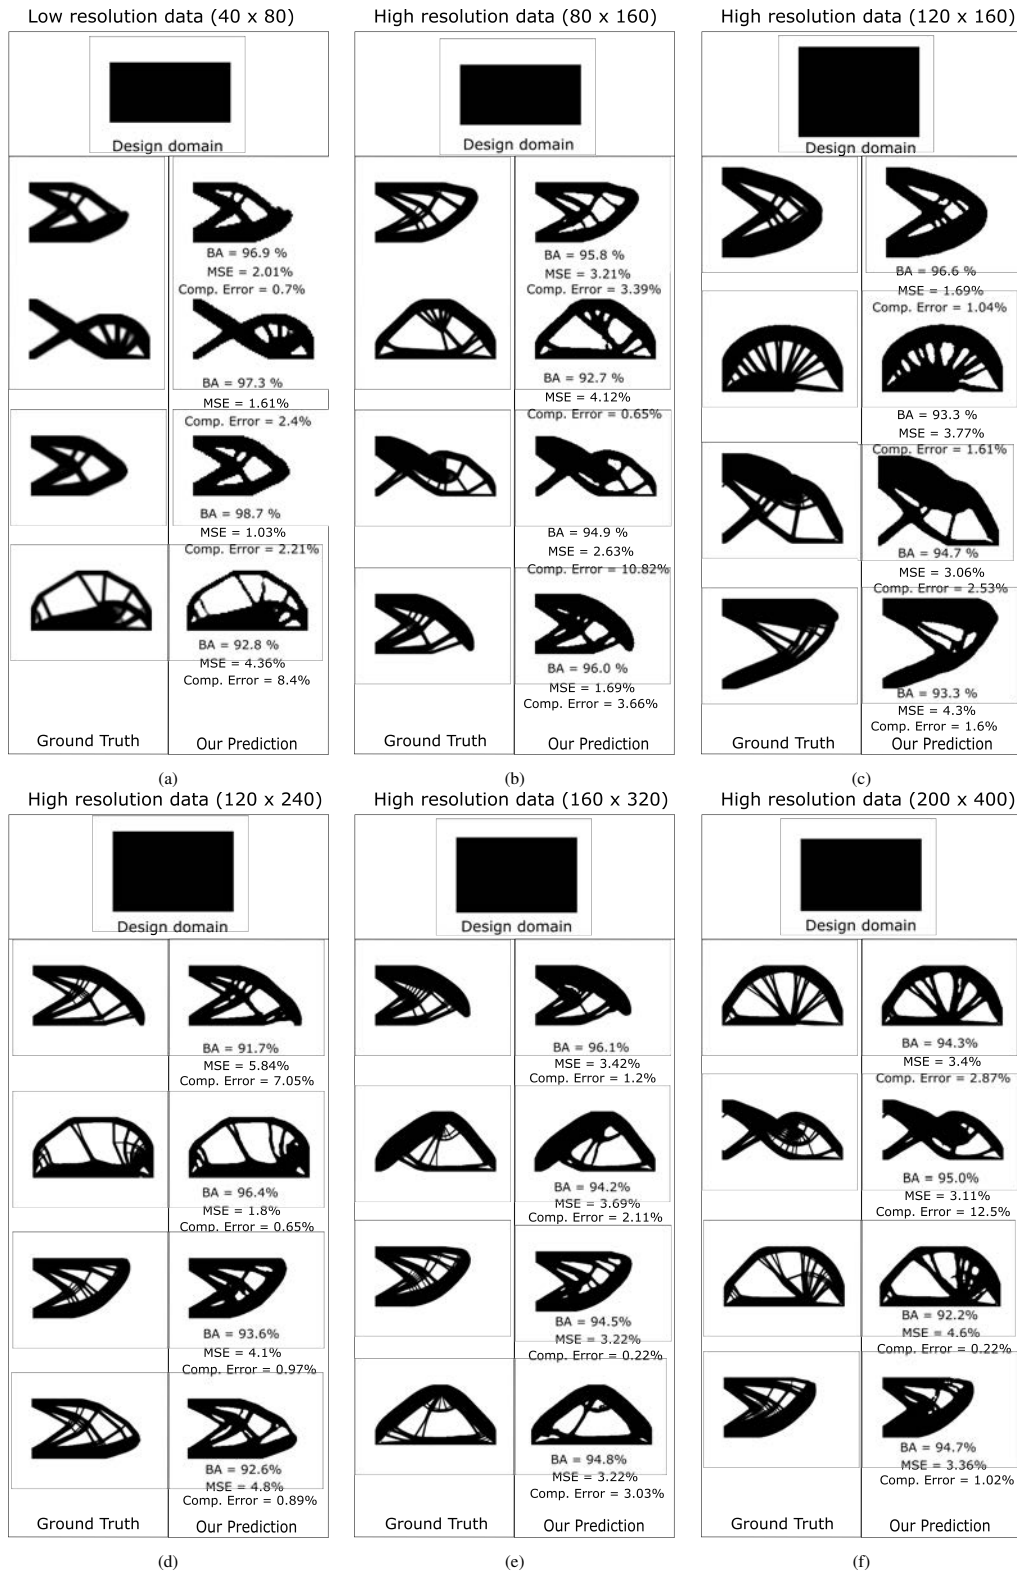 Low resolution data (40 x 80)
Design domain
BA = 96.9 %
MSE = 2.01%
Comp. Error = 0.7%
BA = 97.3 %
MSE = 1.61%
Comp. Error = 2.4%
BA = 98.7 %
MSE = 1.03%
Comp. Error = 2.21%
BA = 92.8 %
MSE = 4.36%
Comp. Error = 8.4%
Ground Truth
Our Prediction
(a)
High resolution data (80 x 160)
Design domain
BA = 95.8 %
MSE = 3.21%
Comp. Error = 3.39%
BA = 92.7 %
MSE = 4.12%
Comp. Error = 0.65%
BA = 94.9 %
MSE = 2.63%
Comp. Error = 10.82%
BA = 96.0 %
MSE = 1.69%
Comp. Error = 3.66%
Ground Truth
Our Prediction
(b)
High resolution data (120 x 160)
Design domain
BA = 96.6 %
MSE = 1.69%
Comp. Error = 1.04%
BA = 93.3 %
MSE = 3.77%
Comp. Error = 1.61%
BA = 94.7 %
MSE = 3.06%
Comp. Error = 2.53%
BA = 93.3 %
MSE = 4.3%
Comp. Error = 1.6%
Ground Truth
Our Prediction
(c)
High resolution data (120 x 240)
Design domain
BA = 91.7%
MSE = 5.84%
Comp. Error = 7.05%
BA = 96.4%
MSE = 1.8%
Comp. Error = 0.65%
BA = 93.6%
MSE = 4.1%
Comp. Error = 0.97%
BA = 92.6%
MSE = 4.8%
Comp. Error = 0.89%
Ground Truth
Our Prediction
(d)
High resolution data (160 x 320)
Design domain
BA = 96.1%
MSE = 3.42%
Comp. Error = 1.2%
BA = 94.2%
MSE = 3.69%
Comp. Error = 2.11%
BA = 94.5%
MSE = 3.22%
Comp. Error = 0.22%
BA = 94.8%
MSE = 3.22%
Comp. Error = 3.03%
Ground Truth
Our Prediction
(e)
High resolution data (200 x 400)
Design domain
BA = 94.3%
MSE = 3.4%
Comp. Error = 2.87%
BA = 95.0%
MSE = 3.11%
Comp. Error = 12.5%
BA = 92.2%
MSE = 4.6%
Comp. Error = 0.22%
BA = 94.7%
MSE = 3.36%
Comp. Error = 1.02%
Ground Truth
Our Prediction
(f)